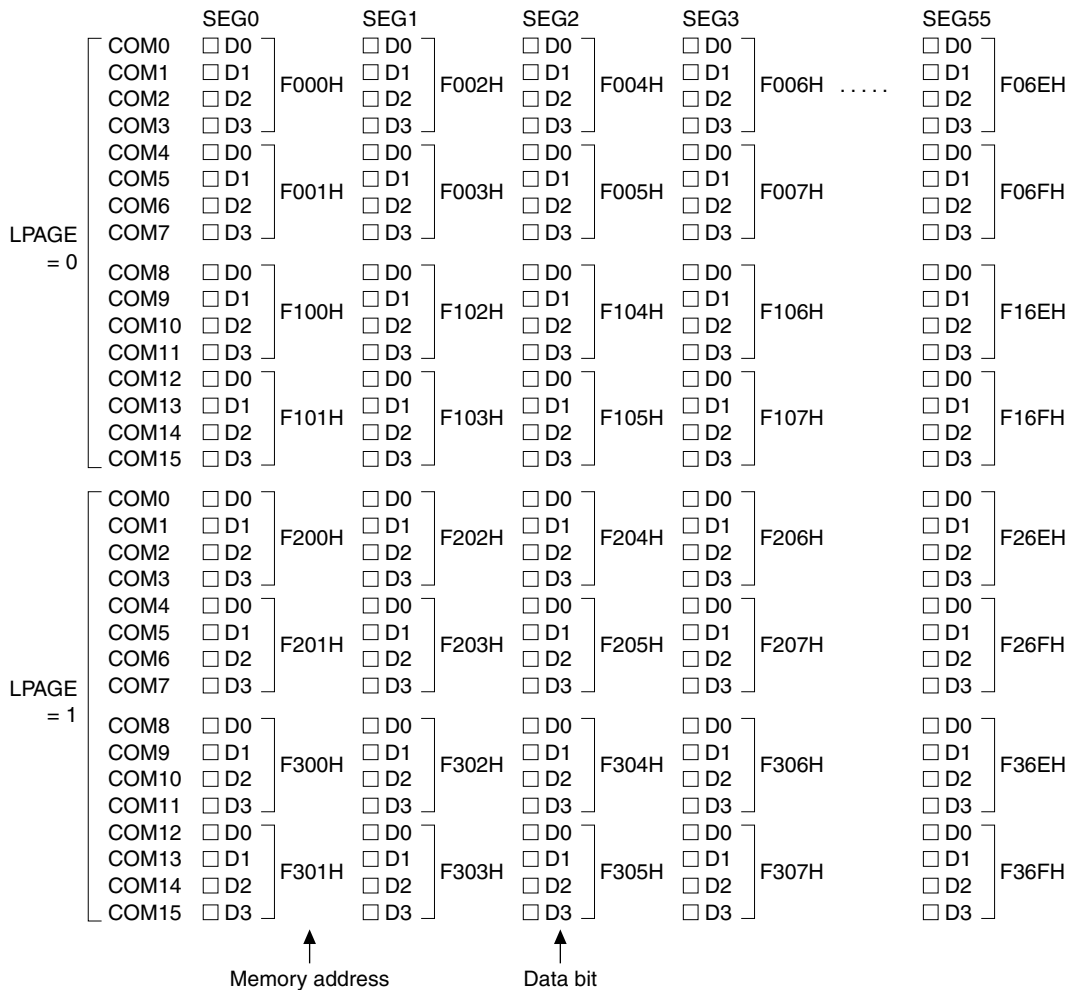 SEG0 SEG1 SEG2 SEG3 SEG55
COM0 □ D0 □ D0 □ D0 □ D0 □ D0
COM1 □ D1 □ D1 □ D1 □ D1 □ D1
F000H F002H F004H F006H ..... F06EH
COM2 □ D2 □ D2 □ D2 □ D2 □ D2
COM3 □ D3 □ D3 □ D3 □ D3 □ D3
COM4 □ D0 □ D0 □ D0 □ D0 □ D0
COM5 □ D1 □ D1 □ D1 □ D1 □ D1
F001H F003H F005H F007H F06FH
COM6 □ D2 □ D2 □ D2 □ D2 □ D2
COM7 □ D3 □ D3 □ D3 □ D3 □ D3
LPAGE
= 0
COM8 □ D0 □ D0 □ D0 □ D0 □ D0
COM9 □ D1 □ D1 □ D1 □ D1 □ D1
F100H F102H F104H F106H F16EH
COM10 □ D2 □ D2 □ D2 □ D2 □ D2
COM11 □ D3 □ D3 □ D3 □ D3 □ D3
COM12 □ D0 □ D0 □ D0 □ D0 □ D0
COM13 □ D1 □ D1 □ D1 □ D1 □ D1
F101H F103H F105H F107H F16FH
COM14 □ D2 □ D2 □ D2 □ D2 □ D2
COM15 □ D3 □ D3 □ D3 □ D3 □ D3
COM0 □ D0 □ D0 □ D0 □ D0 □ D0
COM1 □ D1 □ D1 □ D1 □ D1 □ D1
F200H F202H F204H F206H F26EH
COM2 □ D2 □ D2 □ D2 □ D2 □ D2
COM3 □ D3 □ D3 □ D3 □ D3 □ D3
COM4 □ D0 □ D0 □ D0 □ D0 □ D0
COM5 □ D1 □ D1 □ D1 □ D1 □ D1
F201H F203H F205H F207H F26FH
COM6 □ D2 □ D2 □ D2 □ D2 □ D2
COM7 □ D3 □ D3 □ D3 □ D3 □ D3
LPAGE
= 1
COM8 □ D0 □ D0 □ D0 □ D0 □ D0
COM9 □ D1 □ D1 □ D1 □ D1 □ D1
F300H F302H F304H F306H F36EH
COM10 □ D2 □ D2 □ D2 □ D2 □ D2
COM11 □ D3 □ D3 □ D3 □ D3 □ D3
COM12 □ D0 □ D0 □ D0 □ D0 □ D0
COM13 □ D1 □ D1 □ D1 □ D1 □ D1
F301H F303H F305H F307H F36FH
COM14 □ D2 □ D2 □ D2 □ D2 □ D2
COM15 □ D3 □ D3 □ D3 □ D3 □ D3
Memory address Data bit